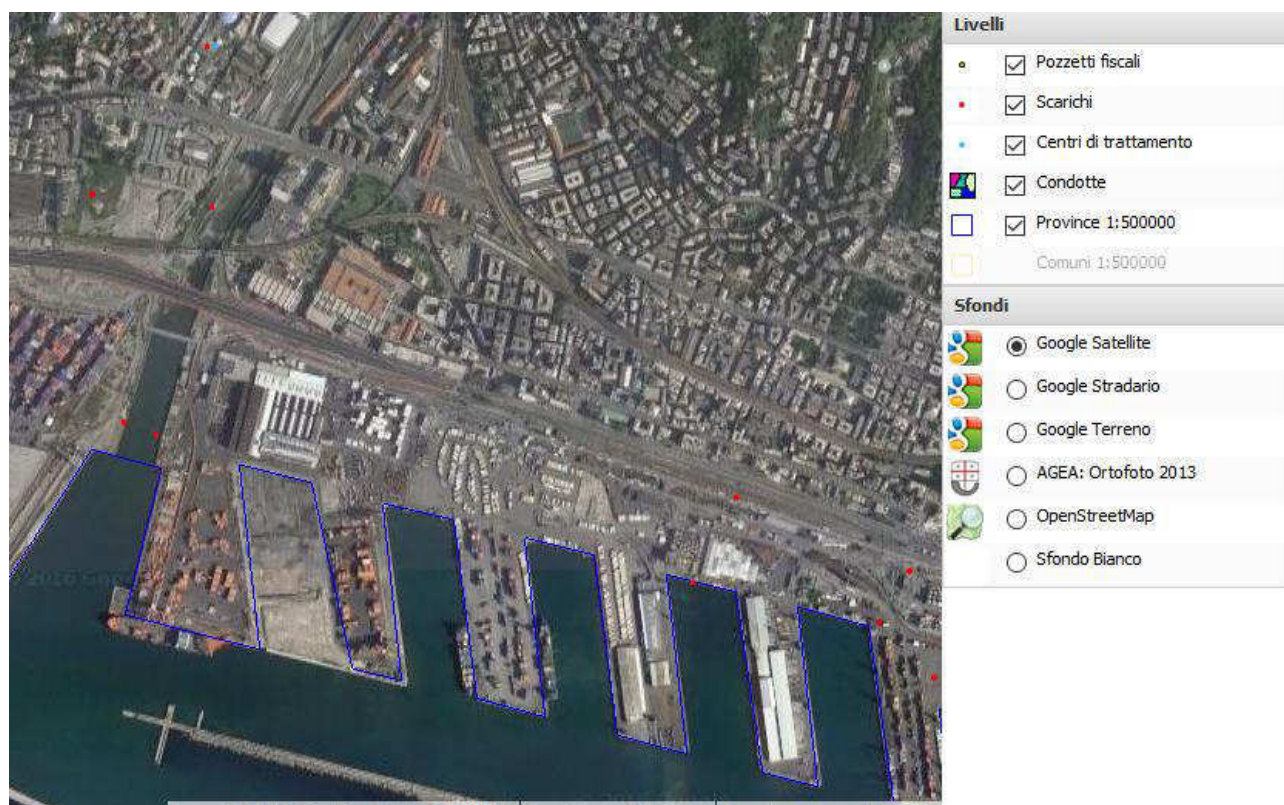 Livelli
Pozzetti fiscali
Scarichi
Centri di trattamento
Condotte
Province 1:500000
Comuni 1:500000
Sfondi
Google Satellite
Google Stradario
Google Terreno
AGEA: Ortofoto 2013
OpenStreetMap
Sfondo Bianco